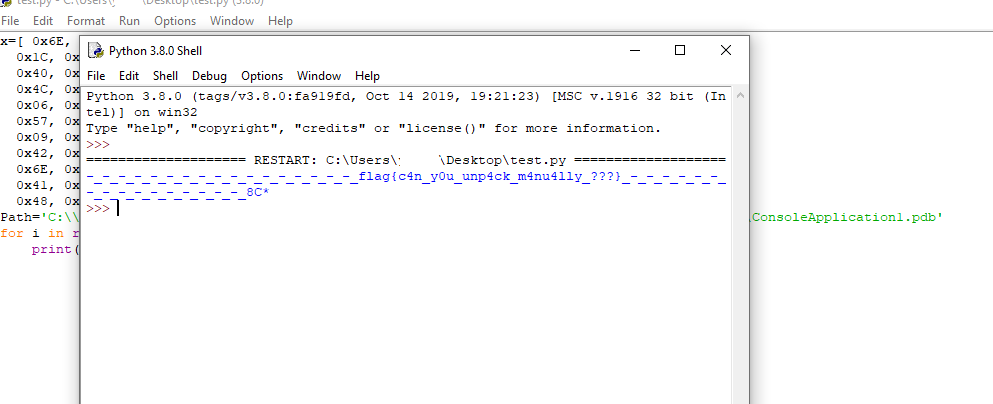 test.py - C:\Users\ \Desktop\test.py (3.8.0)
File Edit Format Run Options Window Help
x=[ 0x6E,
0x1C, 0x
0x40, 0x
0x4C, 0x
0x06, 0x
0x57, 0x
0x09, 0x
0x42, 0x
0x6E, 0x
0x41, 0x
0x48, 0x
Path='C:\\
ConsoleApplication1.pdb'
for i in r
print(
Python 3.8.0 Shell
File Edit Shell Debug Options Window Help
Python 3.8.0 (tags/v3.8.0:fa919fd, Oct 14 2019, 19:21:23) [MSC v.1916 32 bit (In
tel)] on win32
Type "help", "copyright", "credits" or "license()" for more information.
>>>
==================== RESTART: C:\Users\ \Desktop\test.py ===================
-_-_-_-_-_-_-_-_-_-_-_-_-_-_-_-_-_flag{c4n_y0u_unp4ck_m4nu4lly_???}_-_-_-_-_-_-_
-_-_-_-_-_-_-_-_-_-_8C*
>>>